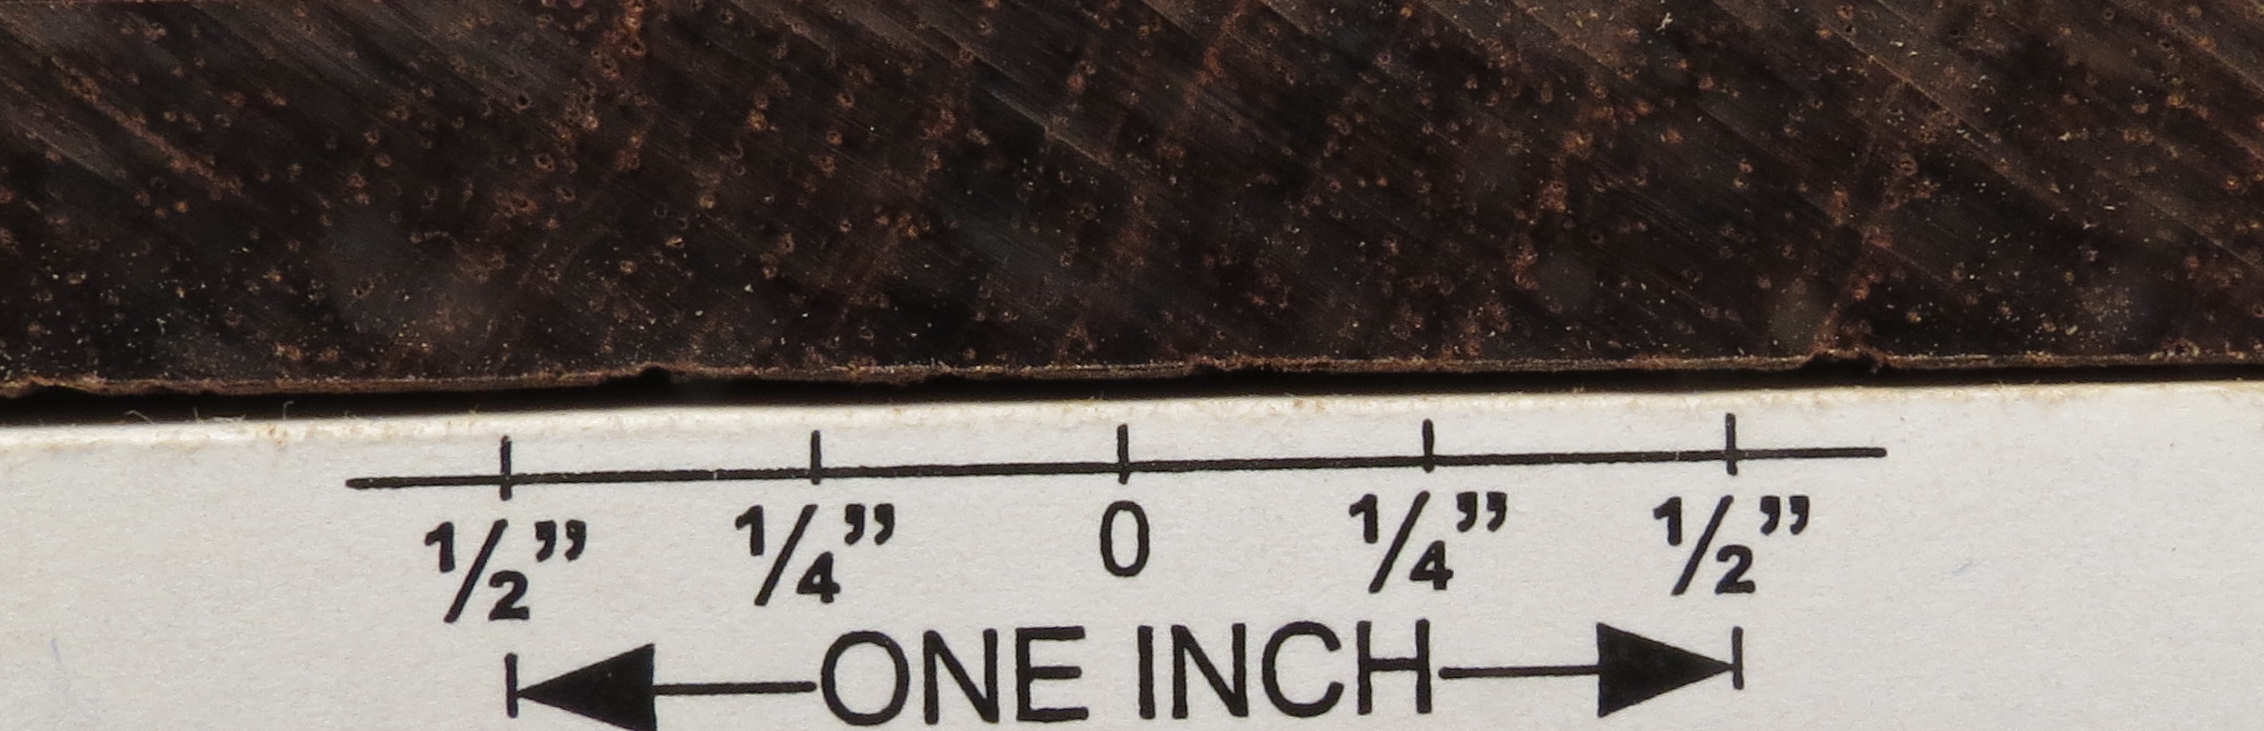 ½” ¼” 0 ¼” ½”
ONE INCH